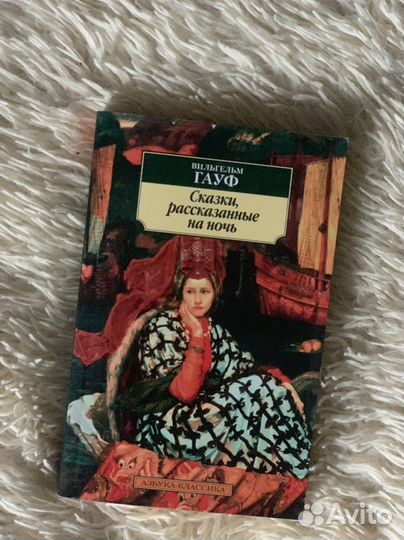 ВИЛЬГЕЛЬМ
ГАУФ
Сказки,
рассказанные
на ночь
АЗБУКА-КЛАССИКА
Avito